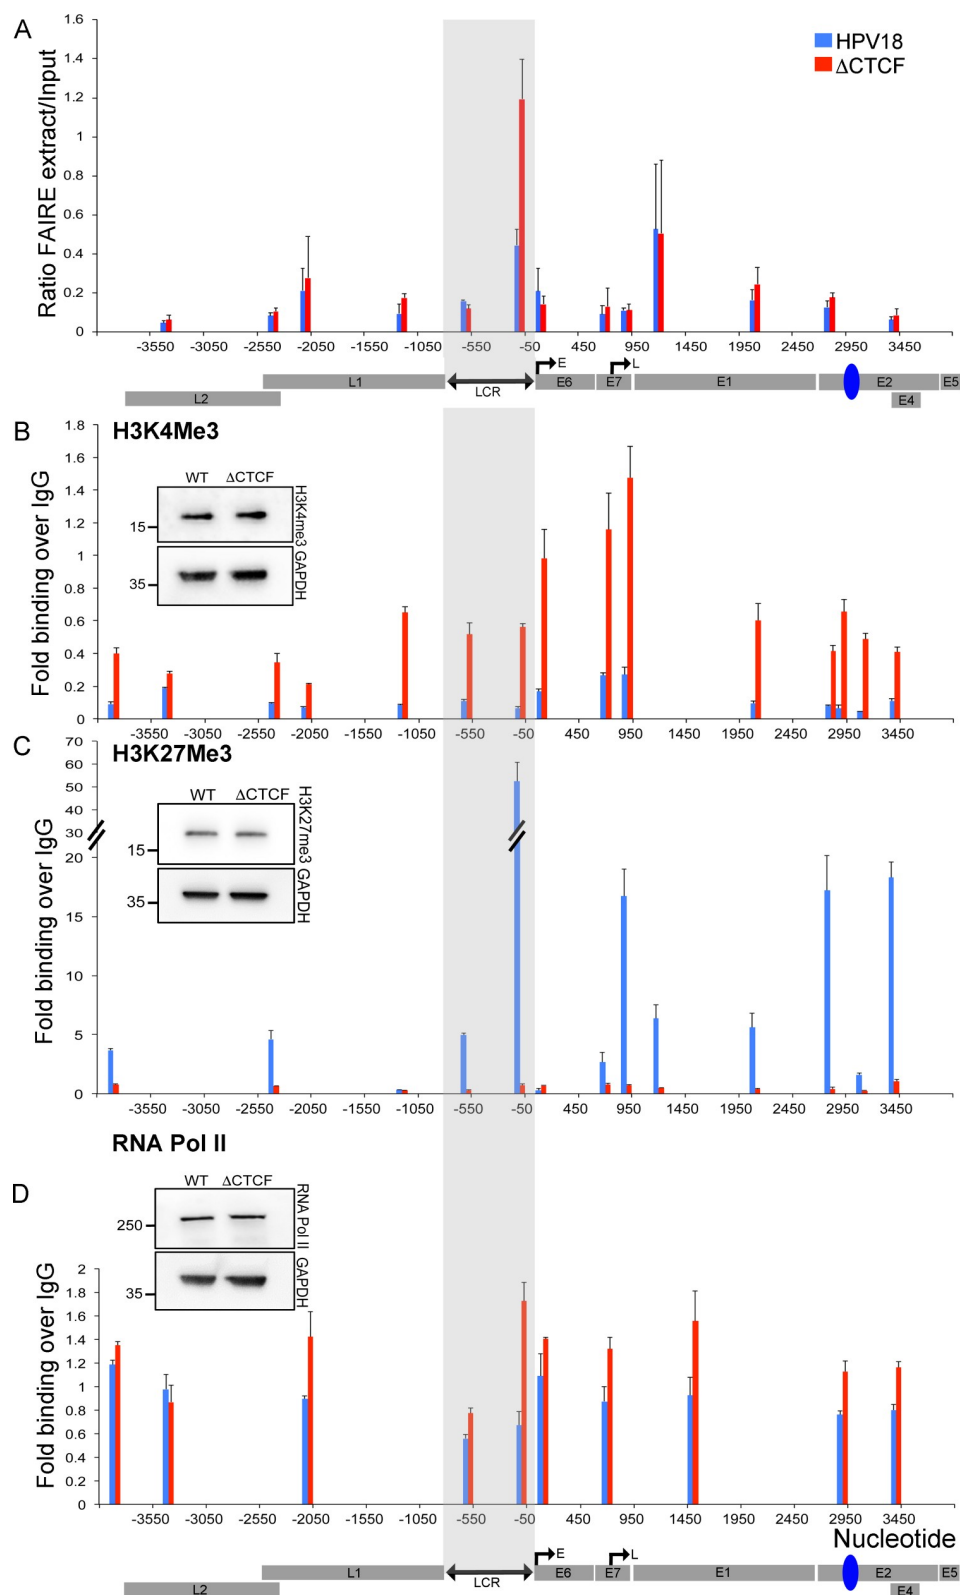 A
Ratio FAIRE extract/Input
1.6
1.4
1.2
1
0.8
0.6
0.4
0.2
0
HPV18
ΔCTCF
-3550 -3050 -2550 -2050 -1550 -1050 -550 -50 450 950 1450 1950 2450 2950 3450
E L
L1 LCR E6 E7 E1 E2 E5
L2 E4
B
H3K4Me3
Fold binding over IgG
1.8
1.6
1.4
1.2
1
0.8
0.6
0.4
0.2
0
WT ΔCTCF
15
35
H3K4me3 GAPDH
-3550 -3050 -2550 -2050 -1550 -1050 -550 -50 450 950 1450 1950 2450 2950 3450
C
H3K27Me3
Fold binding over IgG
70
60
50
40
30
20
15
10
5
0
WT ΔCTCF
15
35
H3K27me3 GAPDH
-3550 -3050 -2550 -2050 -1550 -1050 -550 -50 450 950 1450 1950 2450 2950 3450
RNA Pol II
D
Fold binding over IgG
2
1.8
1.6
1.4
1.2
1
0.8
0.6
0.4
0.2
0
WT ΔCTCF
250
35
RNA Pol II GAPDH
-3550 -3050 -2550 -2050 -1550 -1050 -550 -50 450 950 1450 1950 2450 2950 3450
Nucleotide
E L
L1 LCR E6 E7 E1 E2 E5
L2 E4